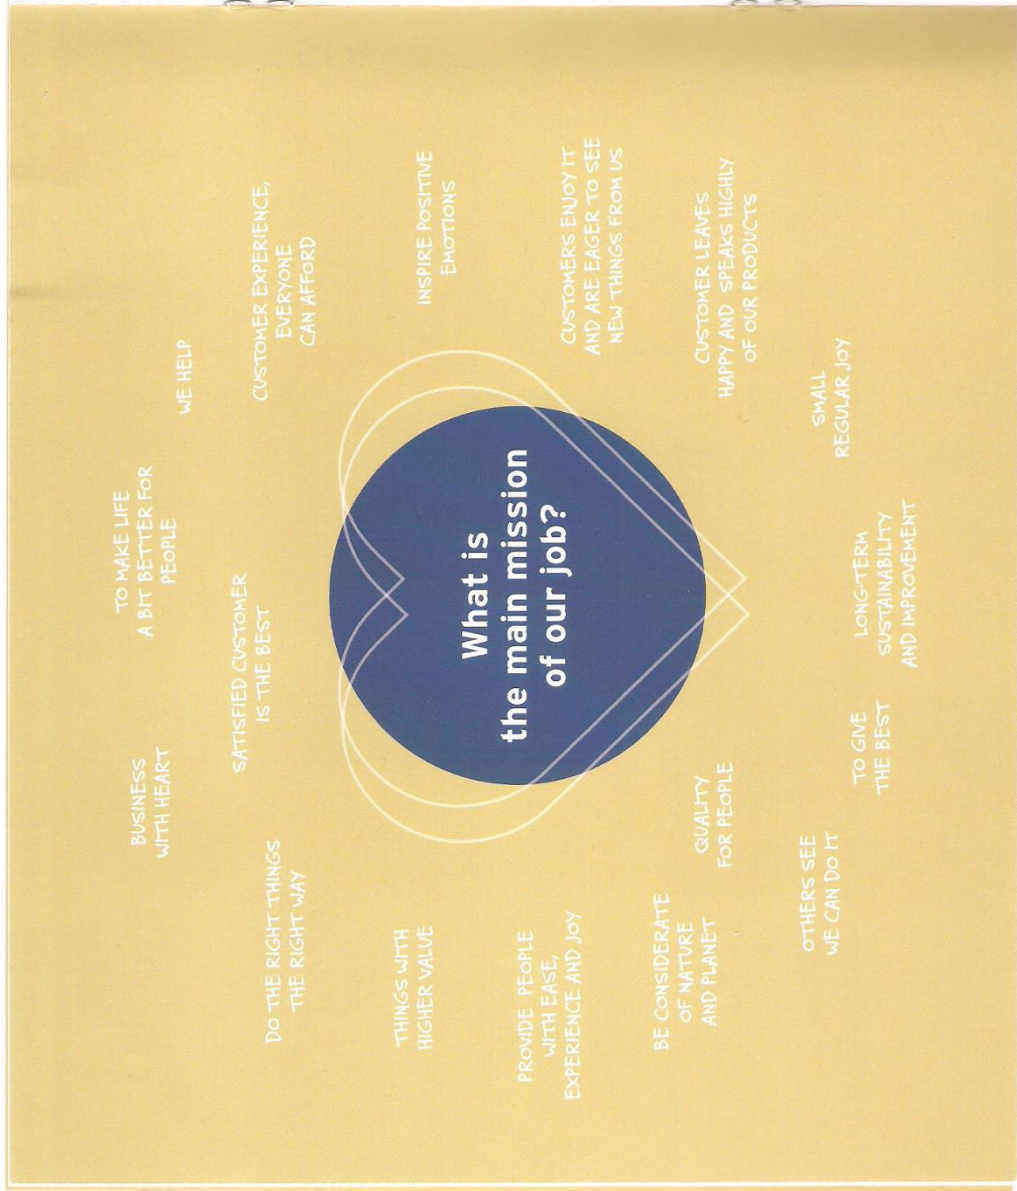 BUSINESS
WITH HEART
TO MAKE LIFE
A BIT BETTER FOR
PEOPLE
WE HELP
SATISFIED CUSTOMER
IS THE BEST
CUSTOMER EXPERIENCE,
EVERYONE
CAN AFFORD
DO THE RIGHT THINGS
THE RIGHT WAY
INSPIRE POSITIVE
EMOTIONS
THINGS WITH
HIGHER VALUE
What is
the main mission
of our job?
CUSTOMERS ENJOY IT
AND ARE EAGER TO SEE
NEW THINGS FROM US
PROVIDE PEOPLE
WITH EASE,
EXPERIENCE AND JOY
CUSTOMER LEAVES
HAPPY AND SPEAKS HIGHLY
OF OUR PRODUCTS
BE CONSIDERATE
OF NATURE
AND PLANET
QUALITY
FOR PEOPLE
SMALL
REGULAR JOY
OTHERS SEE
WE CAN DO IT
TO GIVE
THE BEST
LONG-TERM
SUSTAINABILITY
AND IMPROVEMENT